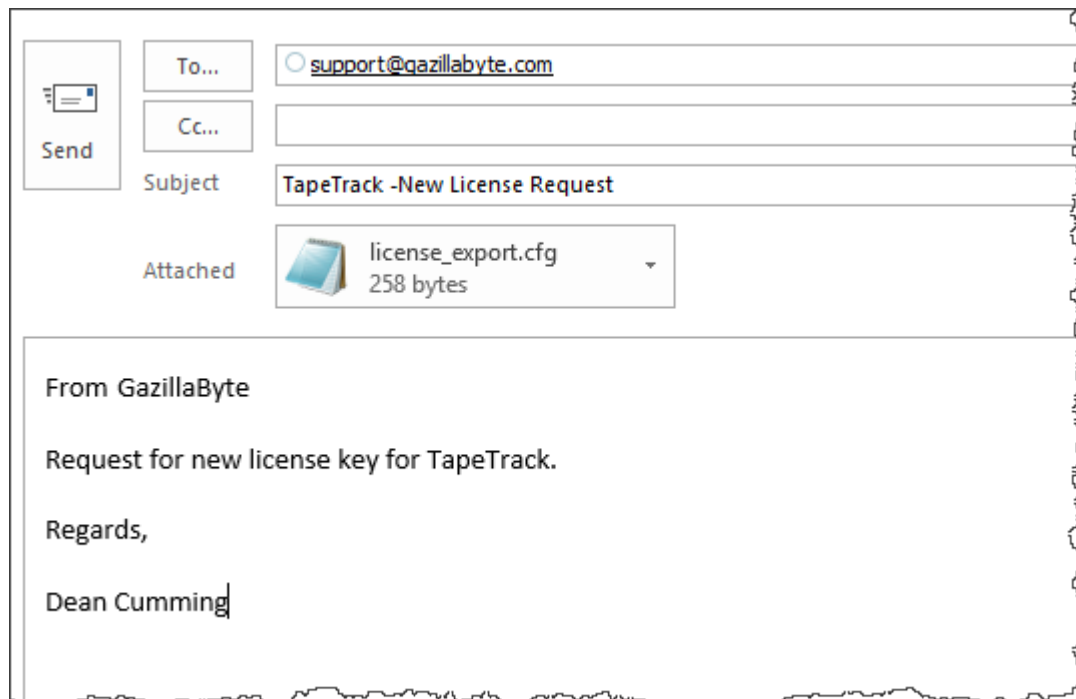 To...
support@gazillabyte.com
Cc...
Send
Subject
TapeTrack -New License Request
Attached
license_export.cfg
258 bytes
From GazillaByte
Request for new license key for TapeTrack.
Regards,
Dean Cumming